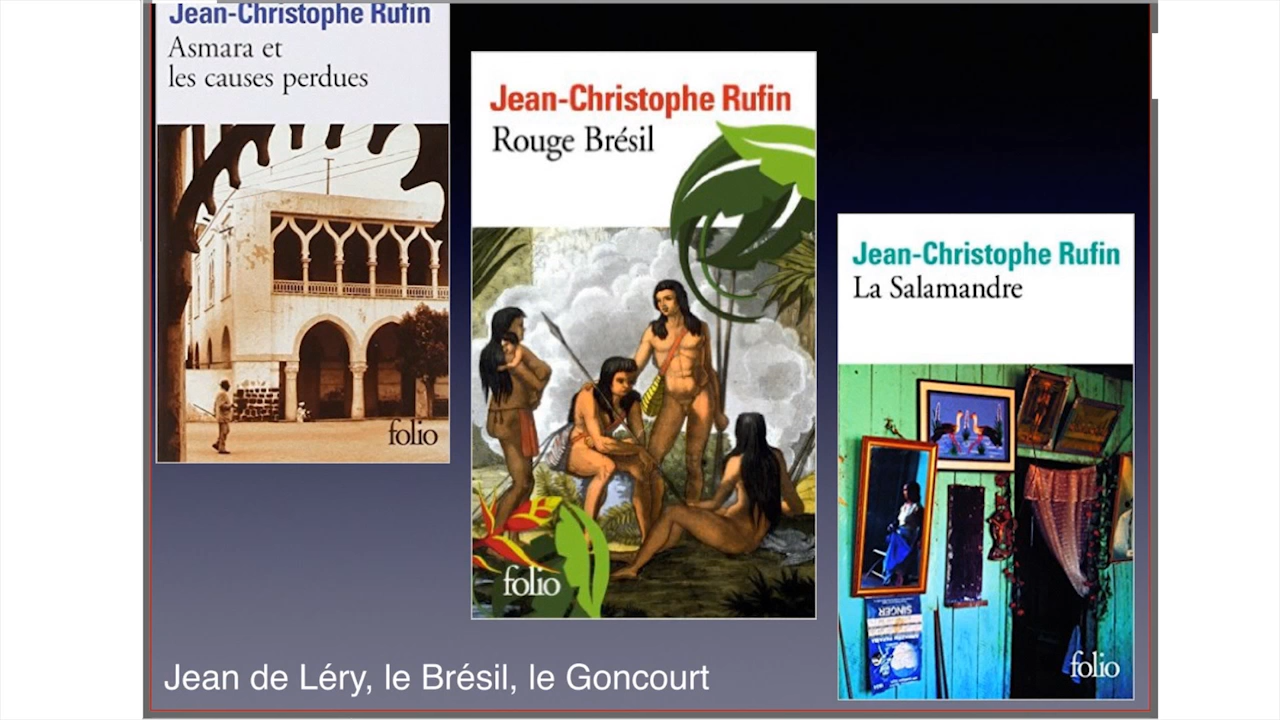 Jean-Christophe Rufin
Asmara et
les causes perdues
folio
Jean-Christophe Rufin
Rouge Brésil
folio
Jean-Christophe Rufin
La Salamandre
SINGER
folio
Jean de Léry, le Brésil, le Goncourt